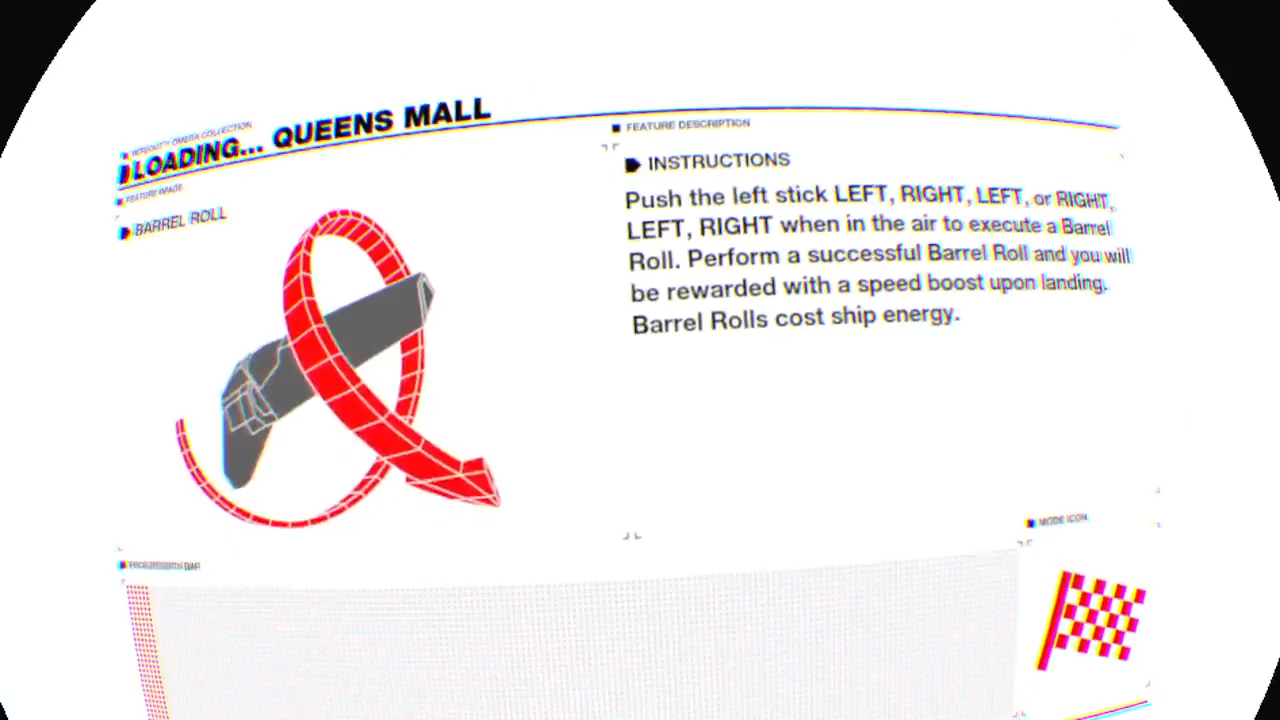 WIPEOUT™ OMEGA COLLECTION
LOADING... QUEENS MALL
FEATURE IMAGE
BARREL ROLL
FEATURE DESCRIPTION
INSTRUCTIONS
Push the left stick LEFT, RIGHT, LEFT, or RIGHT,
LEFT, RIGHT when in the air to execute a Barrel
Roll. Perform a successful Barrel Roll and you will
be rewarded with a speed boost upon landing.
Barrel Rolls cost ship energy.
PROGRESSION BAR
MODE ICON